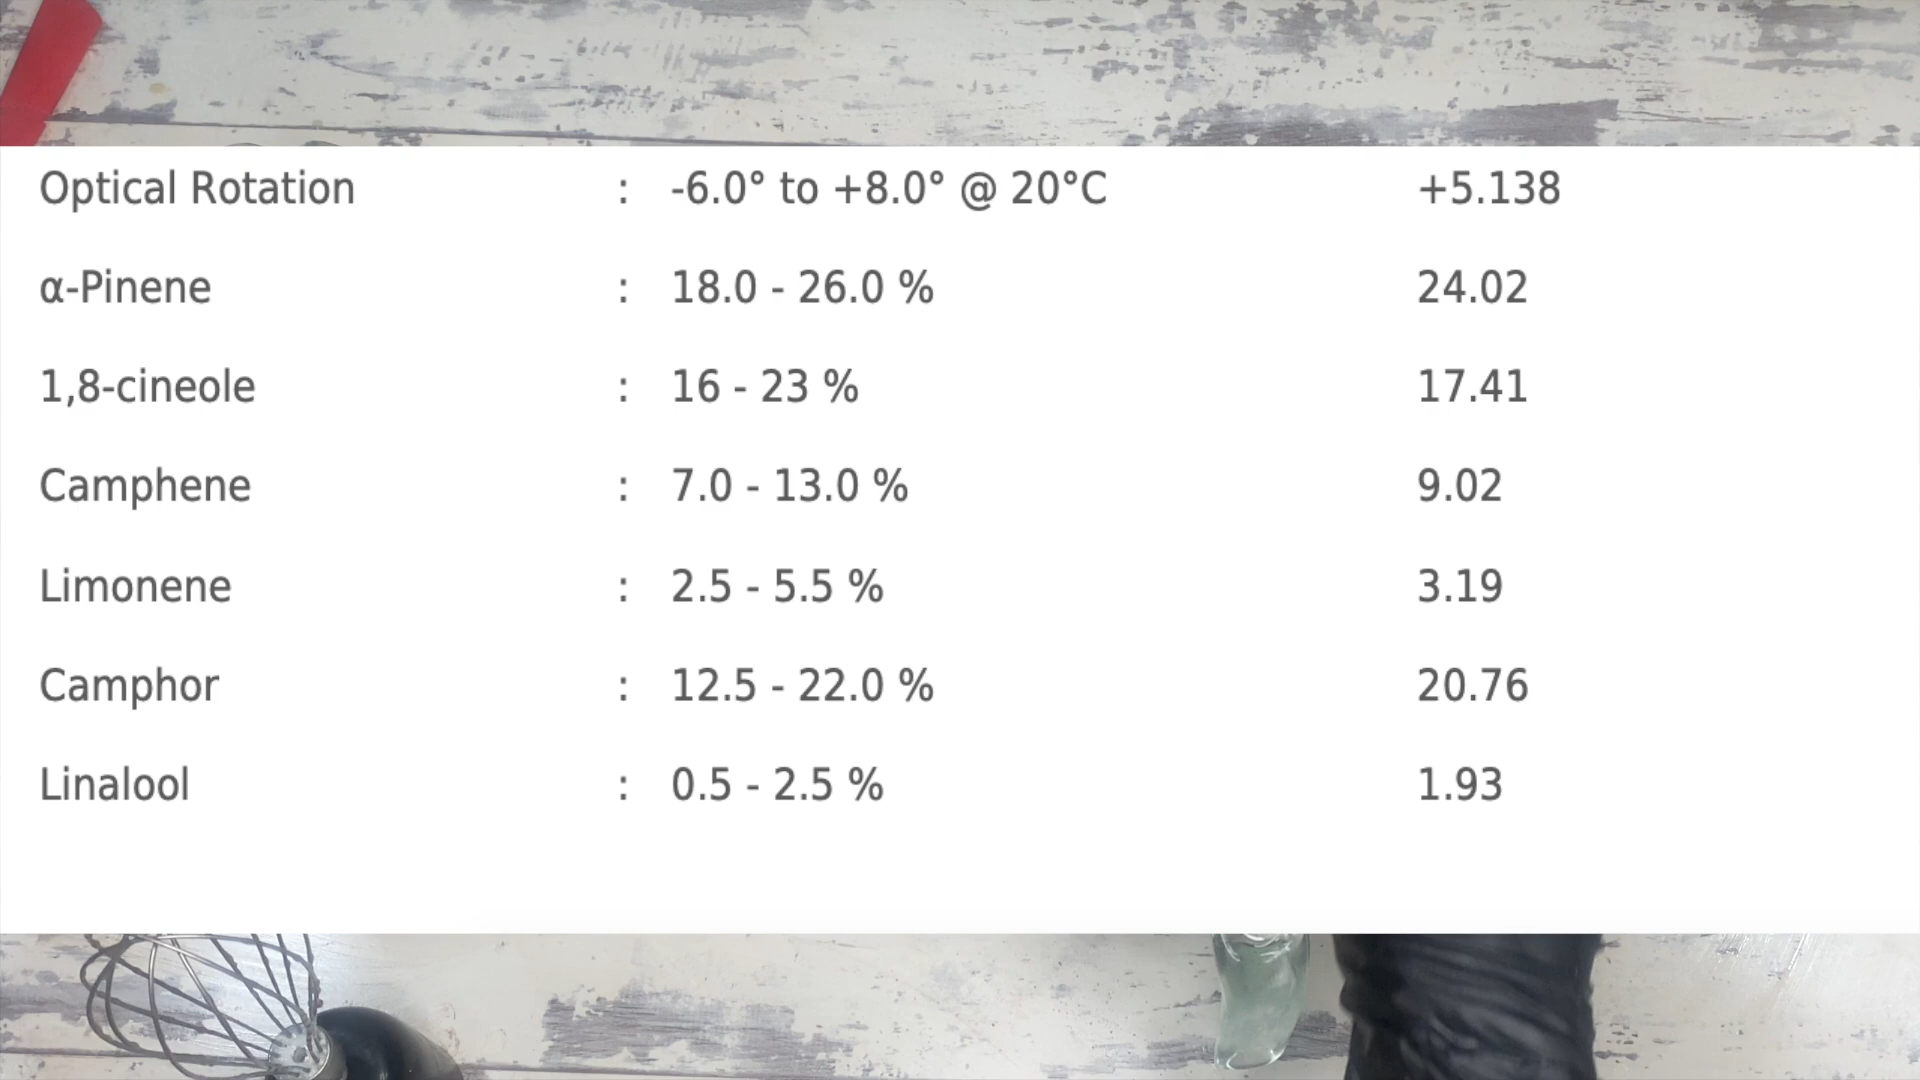 Optical Rotation : -6.0° to +8.0° @ 20°C +5.138
α-Pinene : 18.0 - 26.0 % 24.02
1,8-cineole : 16 - 23 % 17.41
Camphene : 7.0 - 13.0 % 9.02
Limonene : 2.5 - 5.5 % 3.19
Camphor : 12.5 - 22.0 % 20.76
Linalool : 0.5 - 2.5 % 1.93